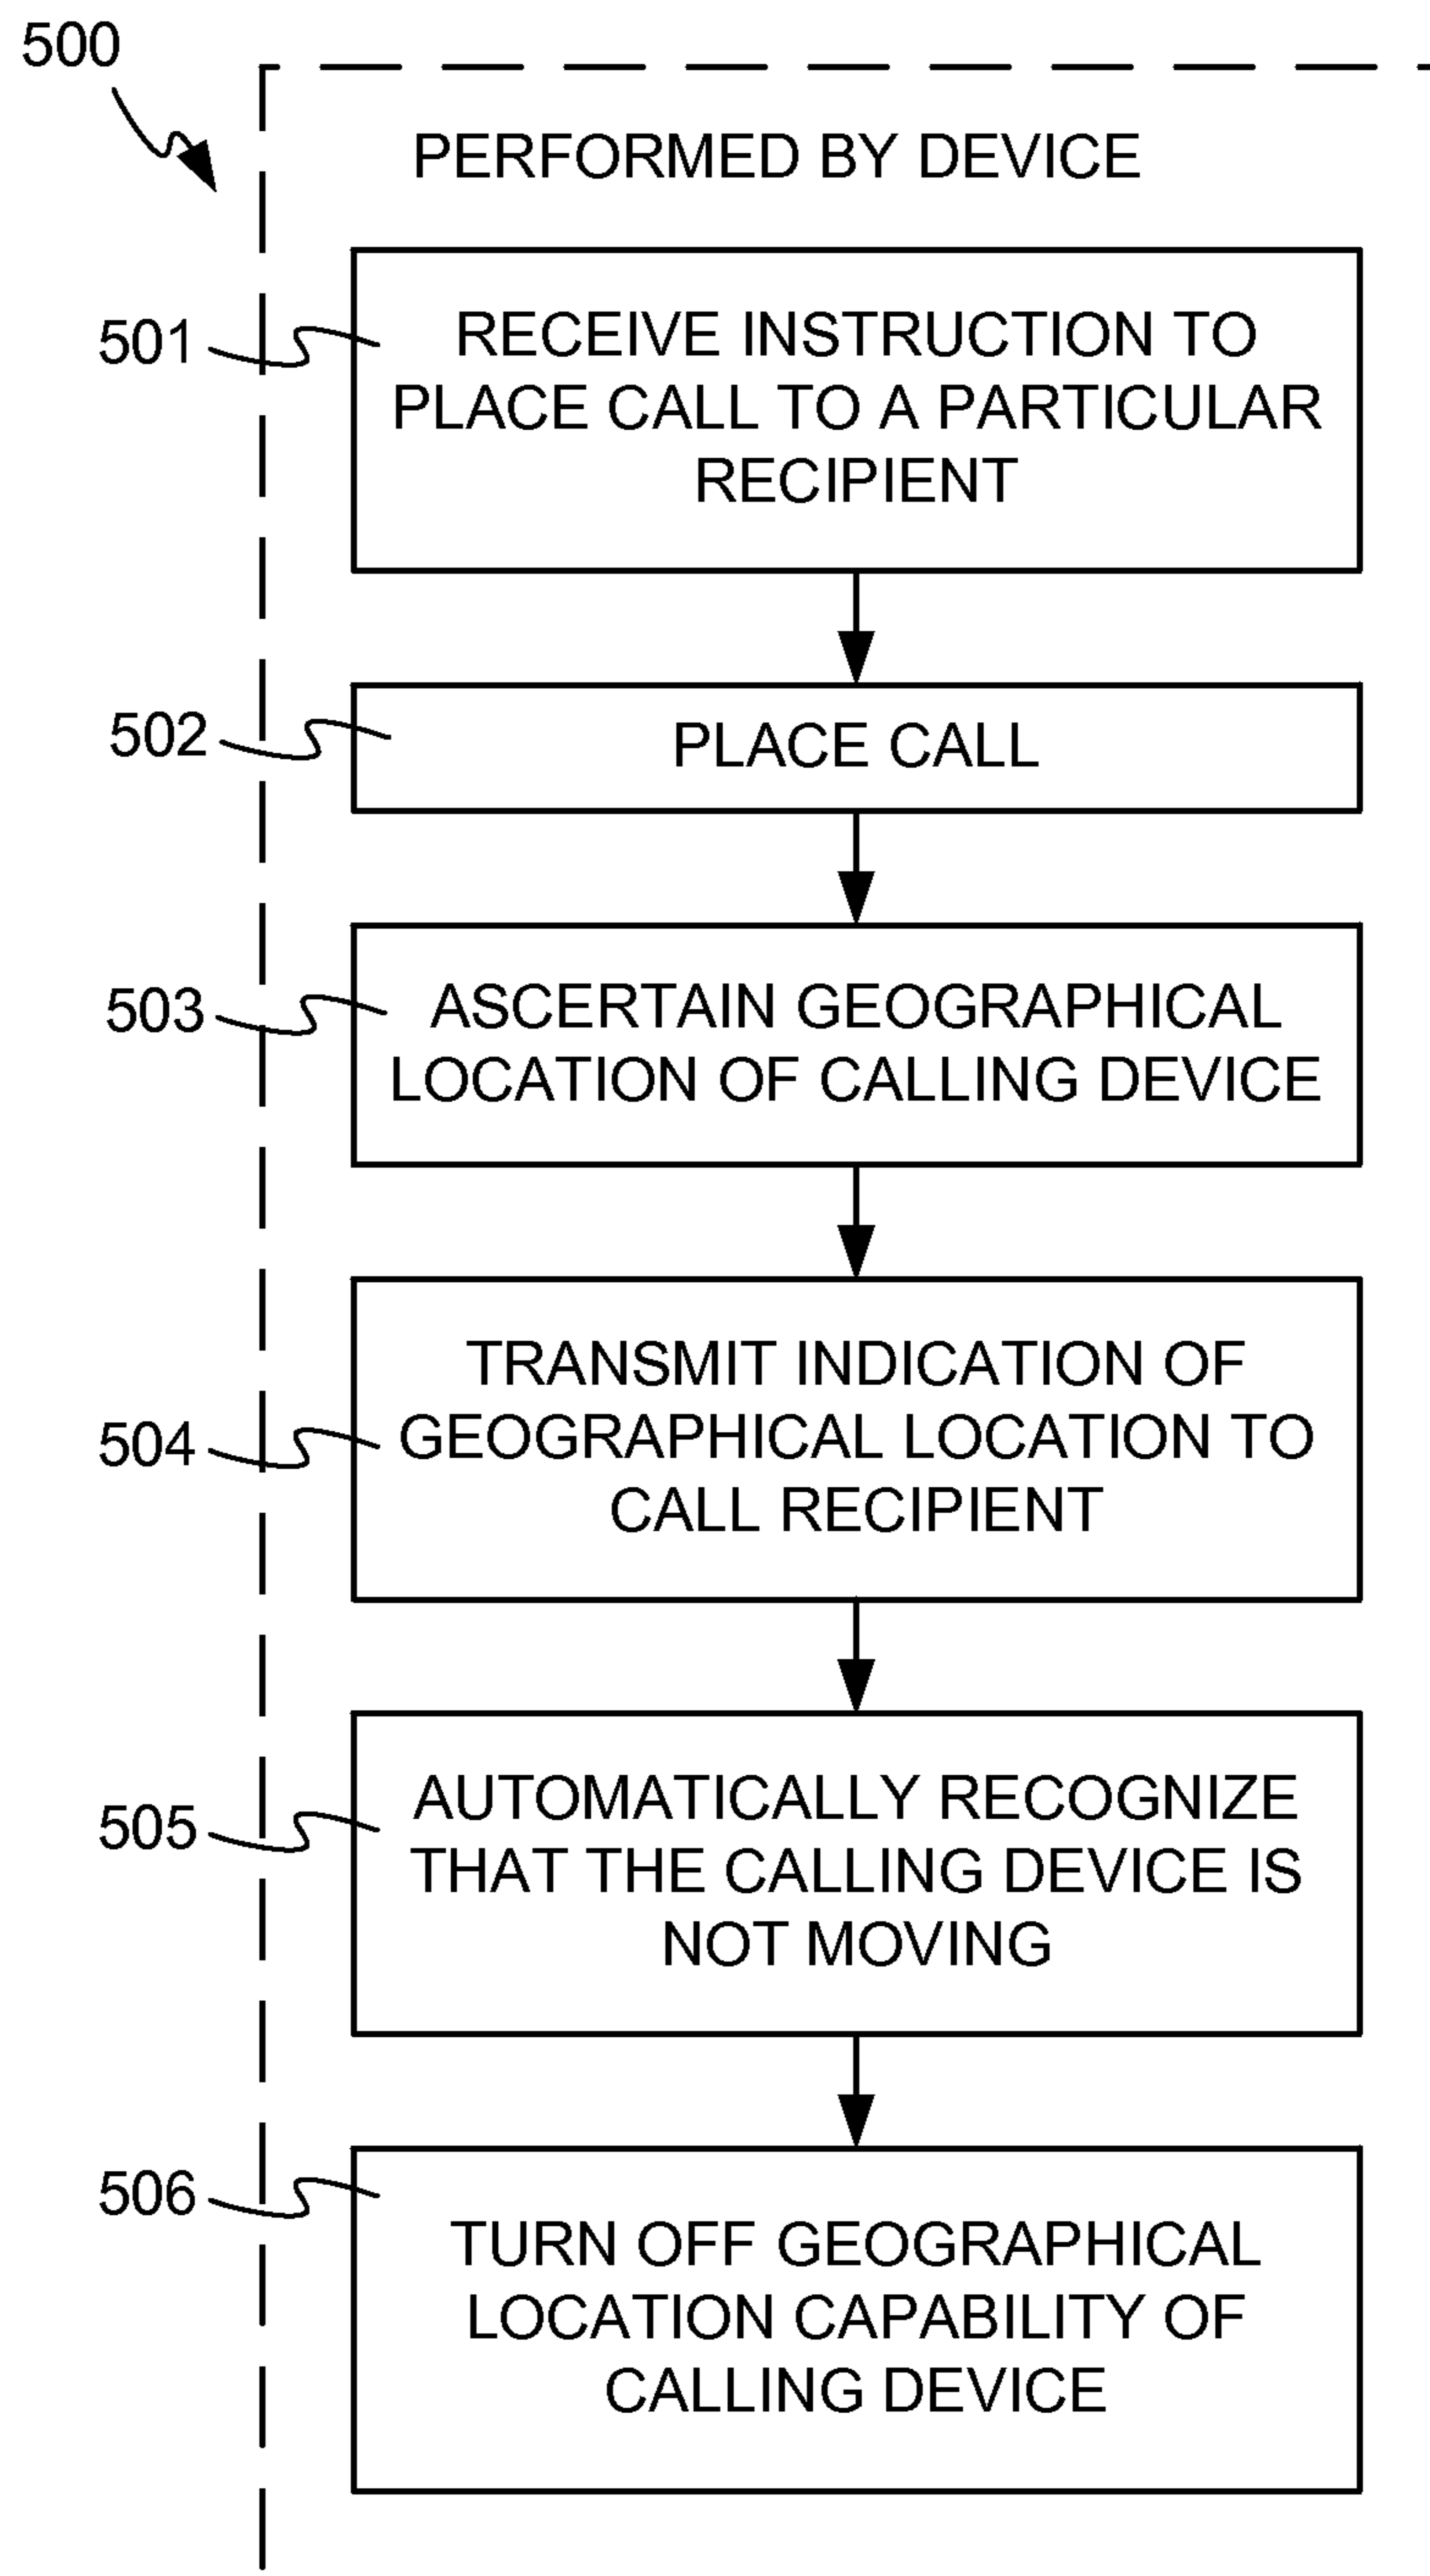 500
PERFORMED BY DEVICE
501
RECEIVE INSTRUCTION TO
PLACE CALL TO A PARTICULAR
RECIPIENT
502
PLACE CALL
503
ASCERTAIN GEOGRAPHICAL
LOCATION OF CALLING DEVICE
504
TRANSMIT INDICATION OF
GEOGRAPHICAL LOCATION TO
CALL RECIPIENT
505
AUTOMATICALLY RECOGNIZE
THAT THE CALLING DEVICE IS
NOT MOVING
506
TURN OFF GEOGRAPHICAL
LOCATION CAPABILITY OF
CALLING DEVICE